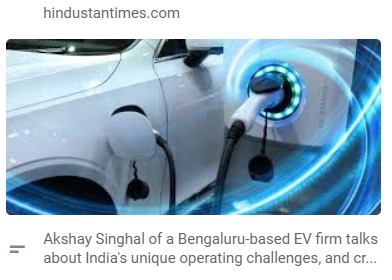 hindustantimes.com
Akshay Singhal of a Bengaluru-based EV firm talks
about India's unique operating challenges, and cr...